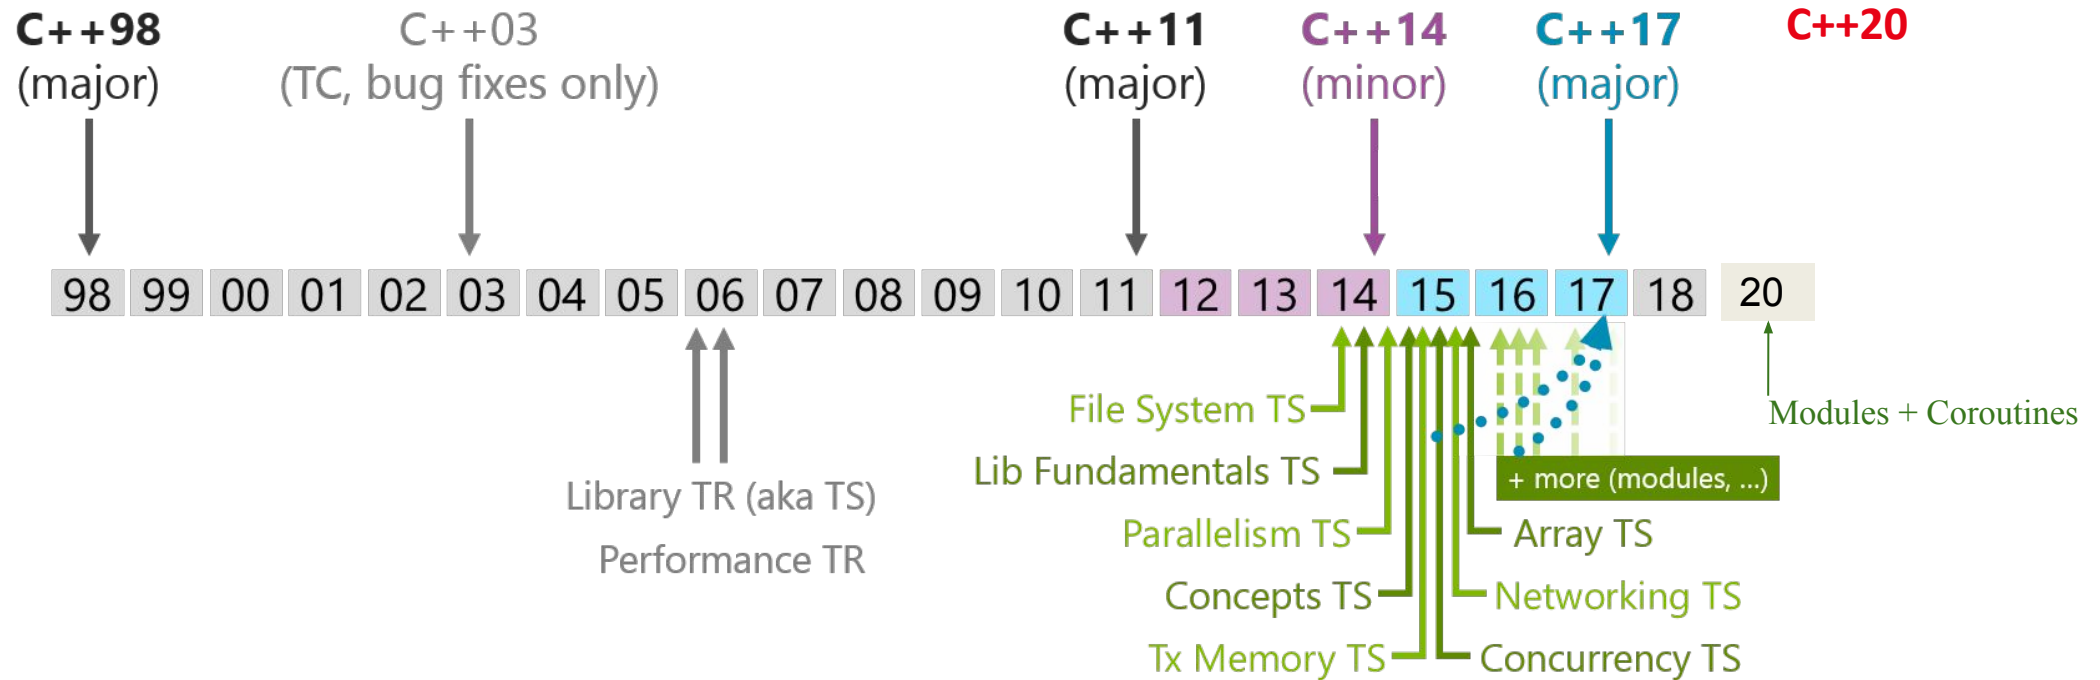 C++98
(major)
C++03
(TC, bug fixes only)
C++11
(major)
C++14
(minor)
C++17
(major)
C++20
98 99 00 01 02 03 04 05 06 07 08 09 10 11 12 13 14 15 16 17 18 20
File System TS
Modules + Coroutines
Lib Fundamentals TS
+ more (modules, ...)
Library TR (aka TS)
Parallelism TS
Array TS
Performance TR
Concepts TS
Networking TS
Tx Memory TS
Concurrency TS